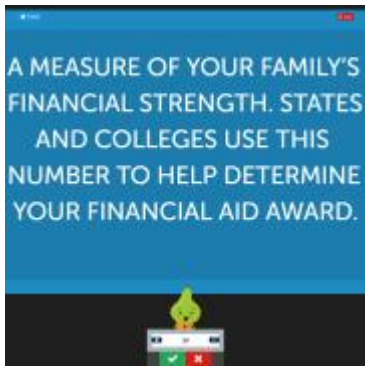 A MEASURE OF YOUR FAMILY'S
FINANCIAL STRENGTH. STATES
AND COLLEGES USE THIS
NUMBER TO HELP DETERMINE
YOUR FINANCIAL AID AWARD.